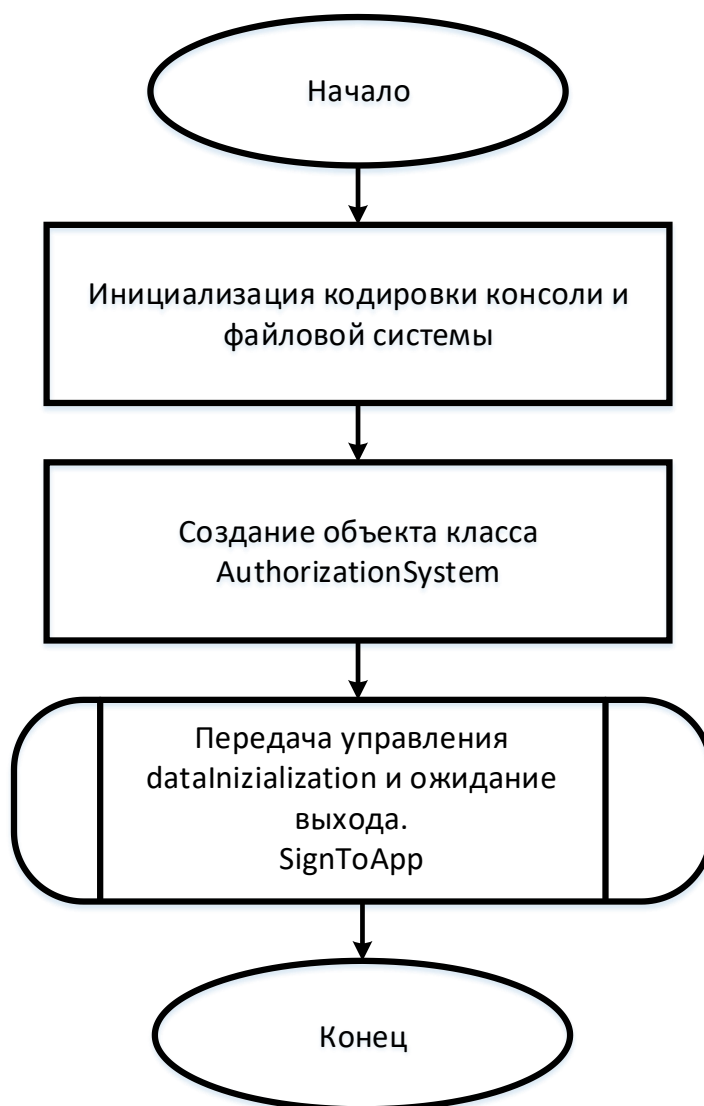 Начало
Инициализация кодировки консоли и
файловой системы
Создание объекта класса
AuthorizationSystem
Передача управления
dataInizialization и ожидание
выхода.
SignToApp
Конец